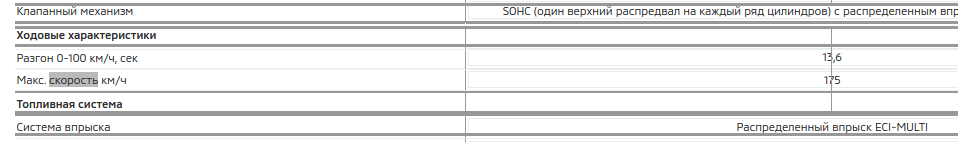 Клапанный механизм SOHC (один верхний распредвал на каждый ряд цилиндров) с распределенным впр
Ходовые характеристики
Разгон 0-100 км/ч, сек 13,6
Макс. скорость км/ч 175
Топливная система
Система впрыска Распределенный впрыск ECI-MULTI